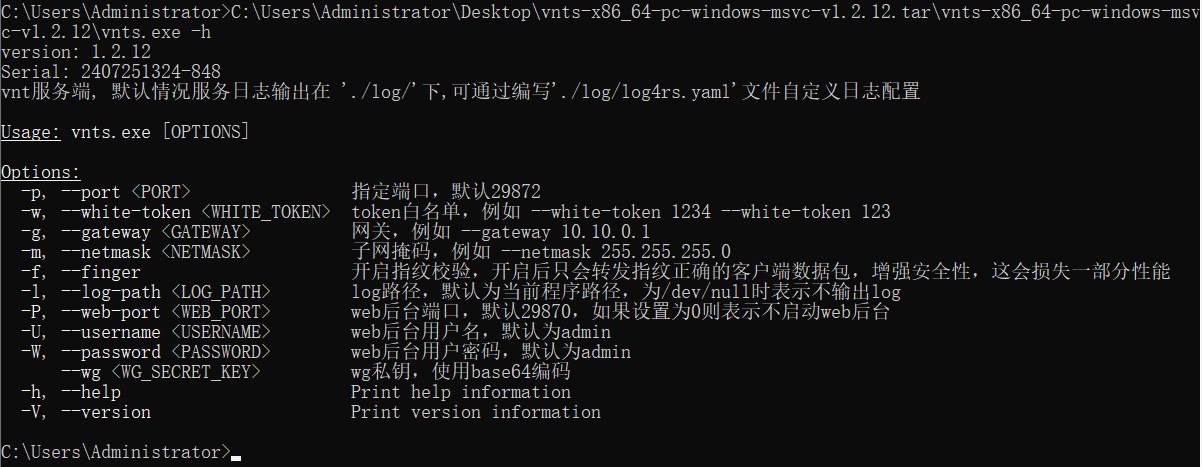 C:\Users\Administrator>C:\Users\Administrator\Desktop\vnts-x86_64-pc-windows-msvc-v1.2.12.tar\vnts-x86_64-pc-windows-msv
c-v1.2.12\vnts.exe -h
version: 1.2.12
Serial: 2407251324-848
vnt服务端, 默认情况服务日志输出在 './log/'下,可通过编写'./log/log4rs.yaml'文件自定义日志配置
Usage: vnts.exe [OPTIONS]
Options:
-p, --port <PORT> 指定端口，默认29872
-w, --white-token <WHITE_TOKEN> token白名单，例如 --white-token 1234 --white-token 123
-g, --gateway <GATEWAY> 网关，例如 --gateway 10.10.0.1
-m, --netmask <NETMASK> 子网掩码，例如 --netmask 255.255.255.0
-f, --finger 开启指纹校验，开启后只会转发指纹正确的客户端数据包，增强安全性，这会损失一部分性能
-l, --log-path <LOG_PATH> log路径，默认为当前程序路径，为/dev/null时表示不输出log
-P, --web-port <WEB_PORT> web后台端口，默认29870，如果设置为0则表示不启动web后台
-U, --username <USERNAME> web后台用户名，默认为admin
-W, --password <PASSWORD> web后台用户密码，默认为admin
--wg <WG_SECRET_KEY> wg私钥，使用base64编码
-h, --help Print help information
-V, --version Print version information
C:\Users\Administrator>